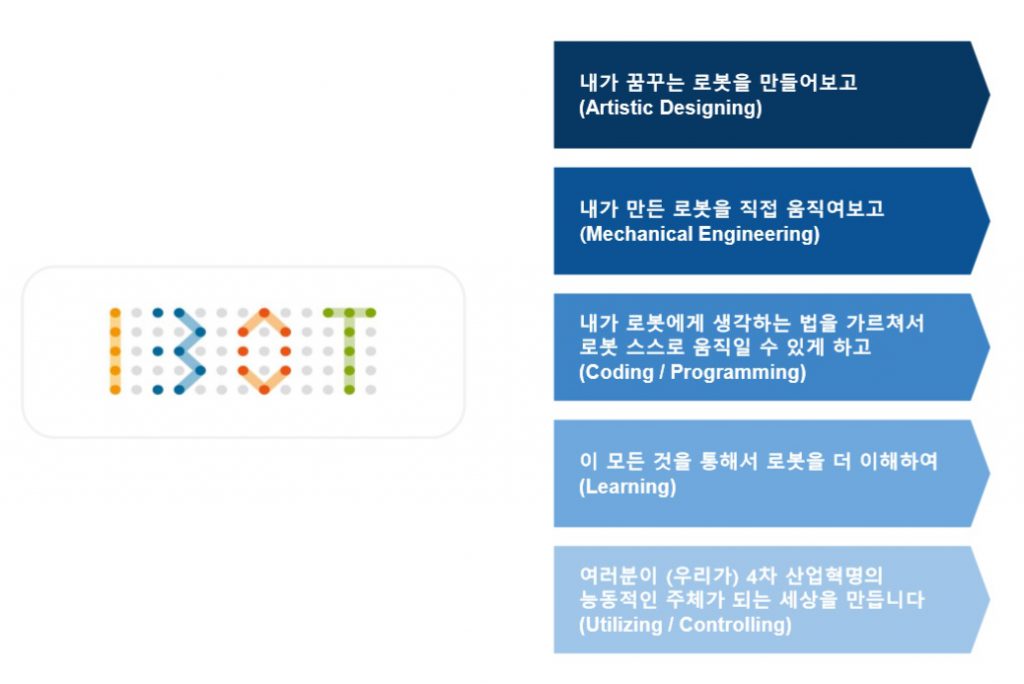 IBOT
내가 꿈꾸는 로봇을 만들어보고
(Artistic Designing)
내가 만든 로봇을 직접 움직여보고
(Mechanical Engineering)
내가 로봇에게 생각하는 법을 가르쳐서
로봇 스스로 움직일 수 있게 하고
(Coding / Programming)
이 모든 것을 통해서 로봇을 더 이해하여
(Learning)
여러분이 (우리가) 4차 산업혁명의
능동적인 주체가 되는 세상을 만듭니다
(Utilizing / Controlling)